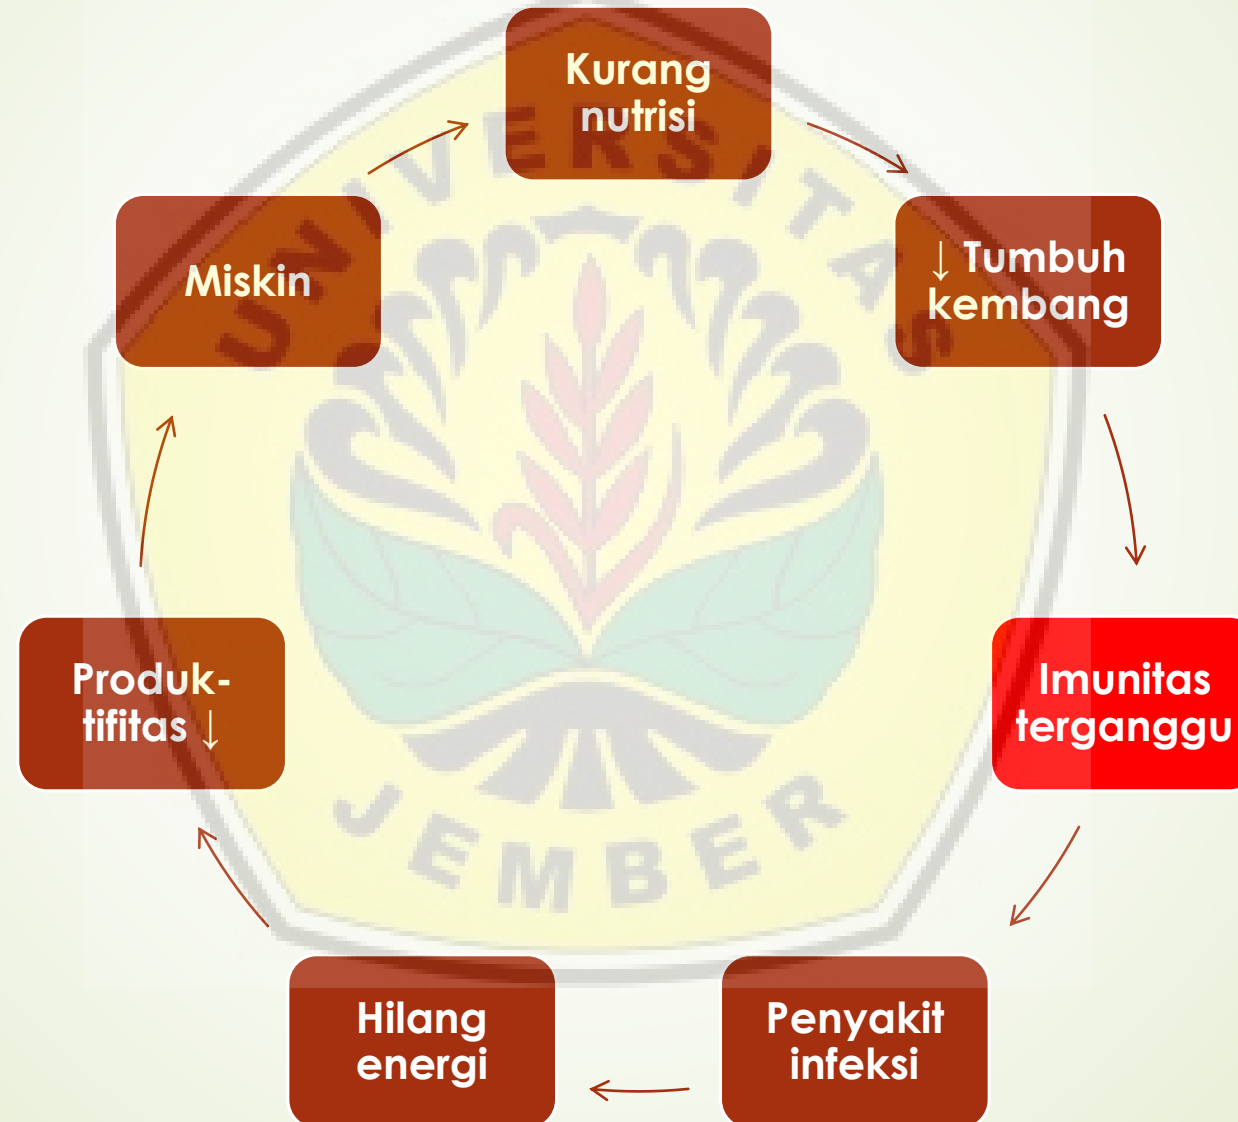 Kurang
nutrisi
↓ Tumbuh
kembang
Imunitas
terganggu
Penyakit
infeksi
Hilang
energi
Produk-
tifitas ↓
Miskin
UNIVERSITAS
JEMBER